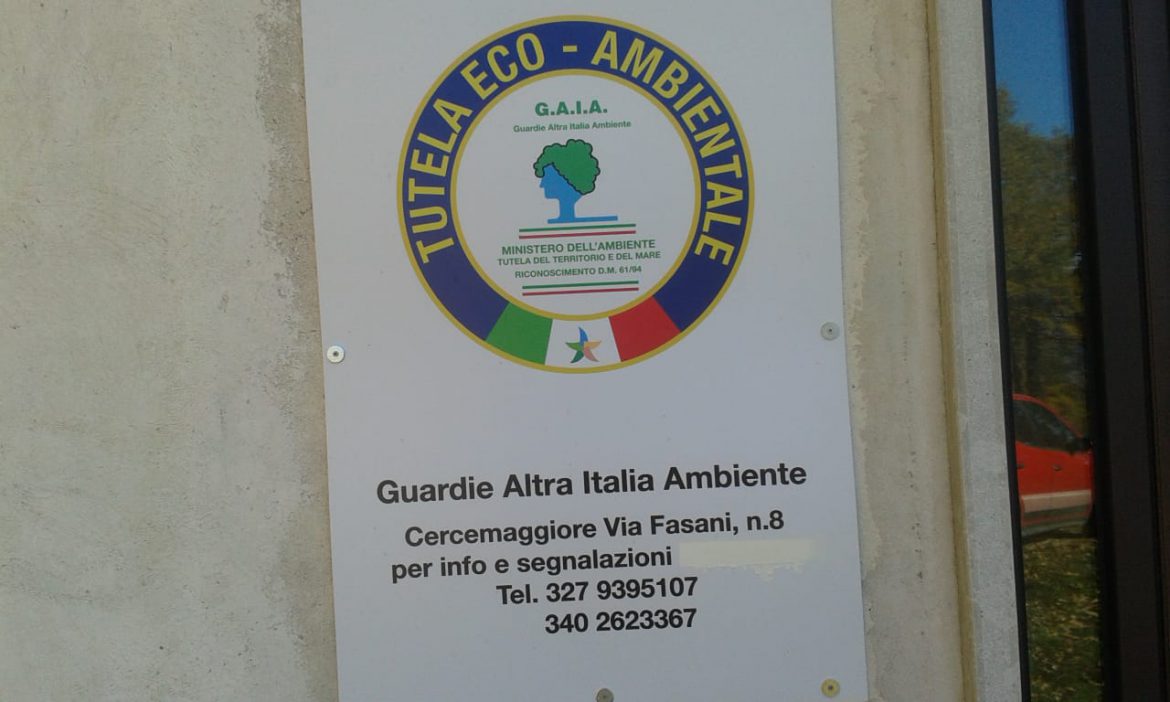 TUTELA ECO - AMBIENTALE
G.A.I.A.
Guardie Altra Italia Ambiente
MINISTERO DELL'AMBIENTE
TUTELA DEL TERRITORIO E DEL MARE
RICONOSCIMENTO D.M. 61/94
Guardie Altra Italia Ambiente
Cercemaggiore Via Fasani, n.8
per info e segnalazioni
Tel. 327 9395107
340 2623367